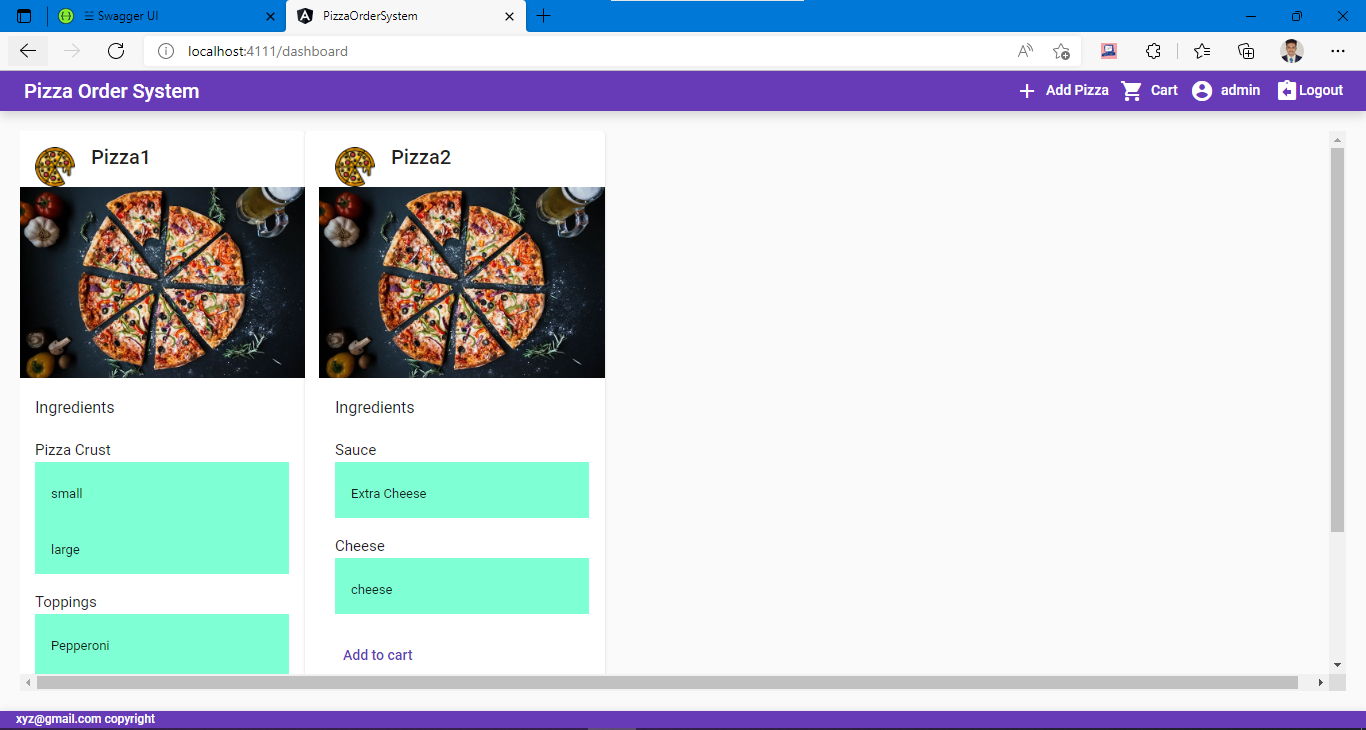 Swagger UI
PizzaOrderSystem
localhost:4111/dashboard
Pizza Order System
Add Pizza
Cart
admin
Logout
Pizza1
Ingredients
Pizza Crust
small
large
Toppings
Pepperoni
Pizza2
Ingredients
Sauce
Extra Cheese
Cheese
cheese
Add to cart
xyz@gmail.com copyright